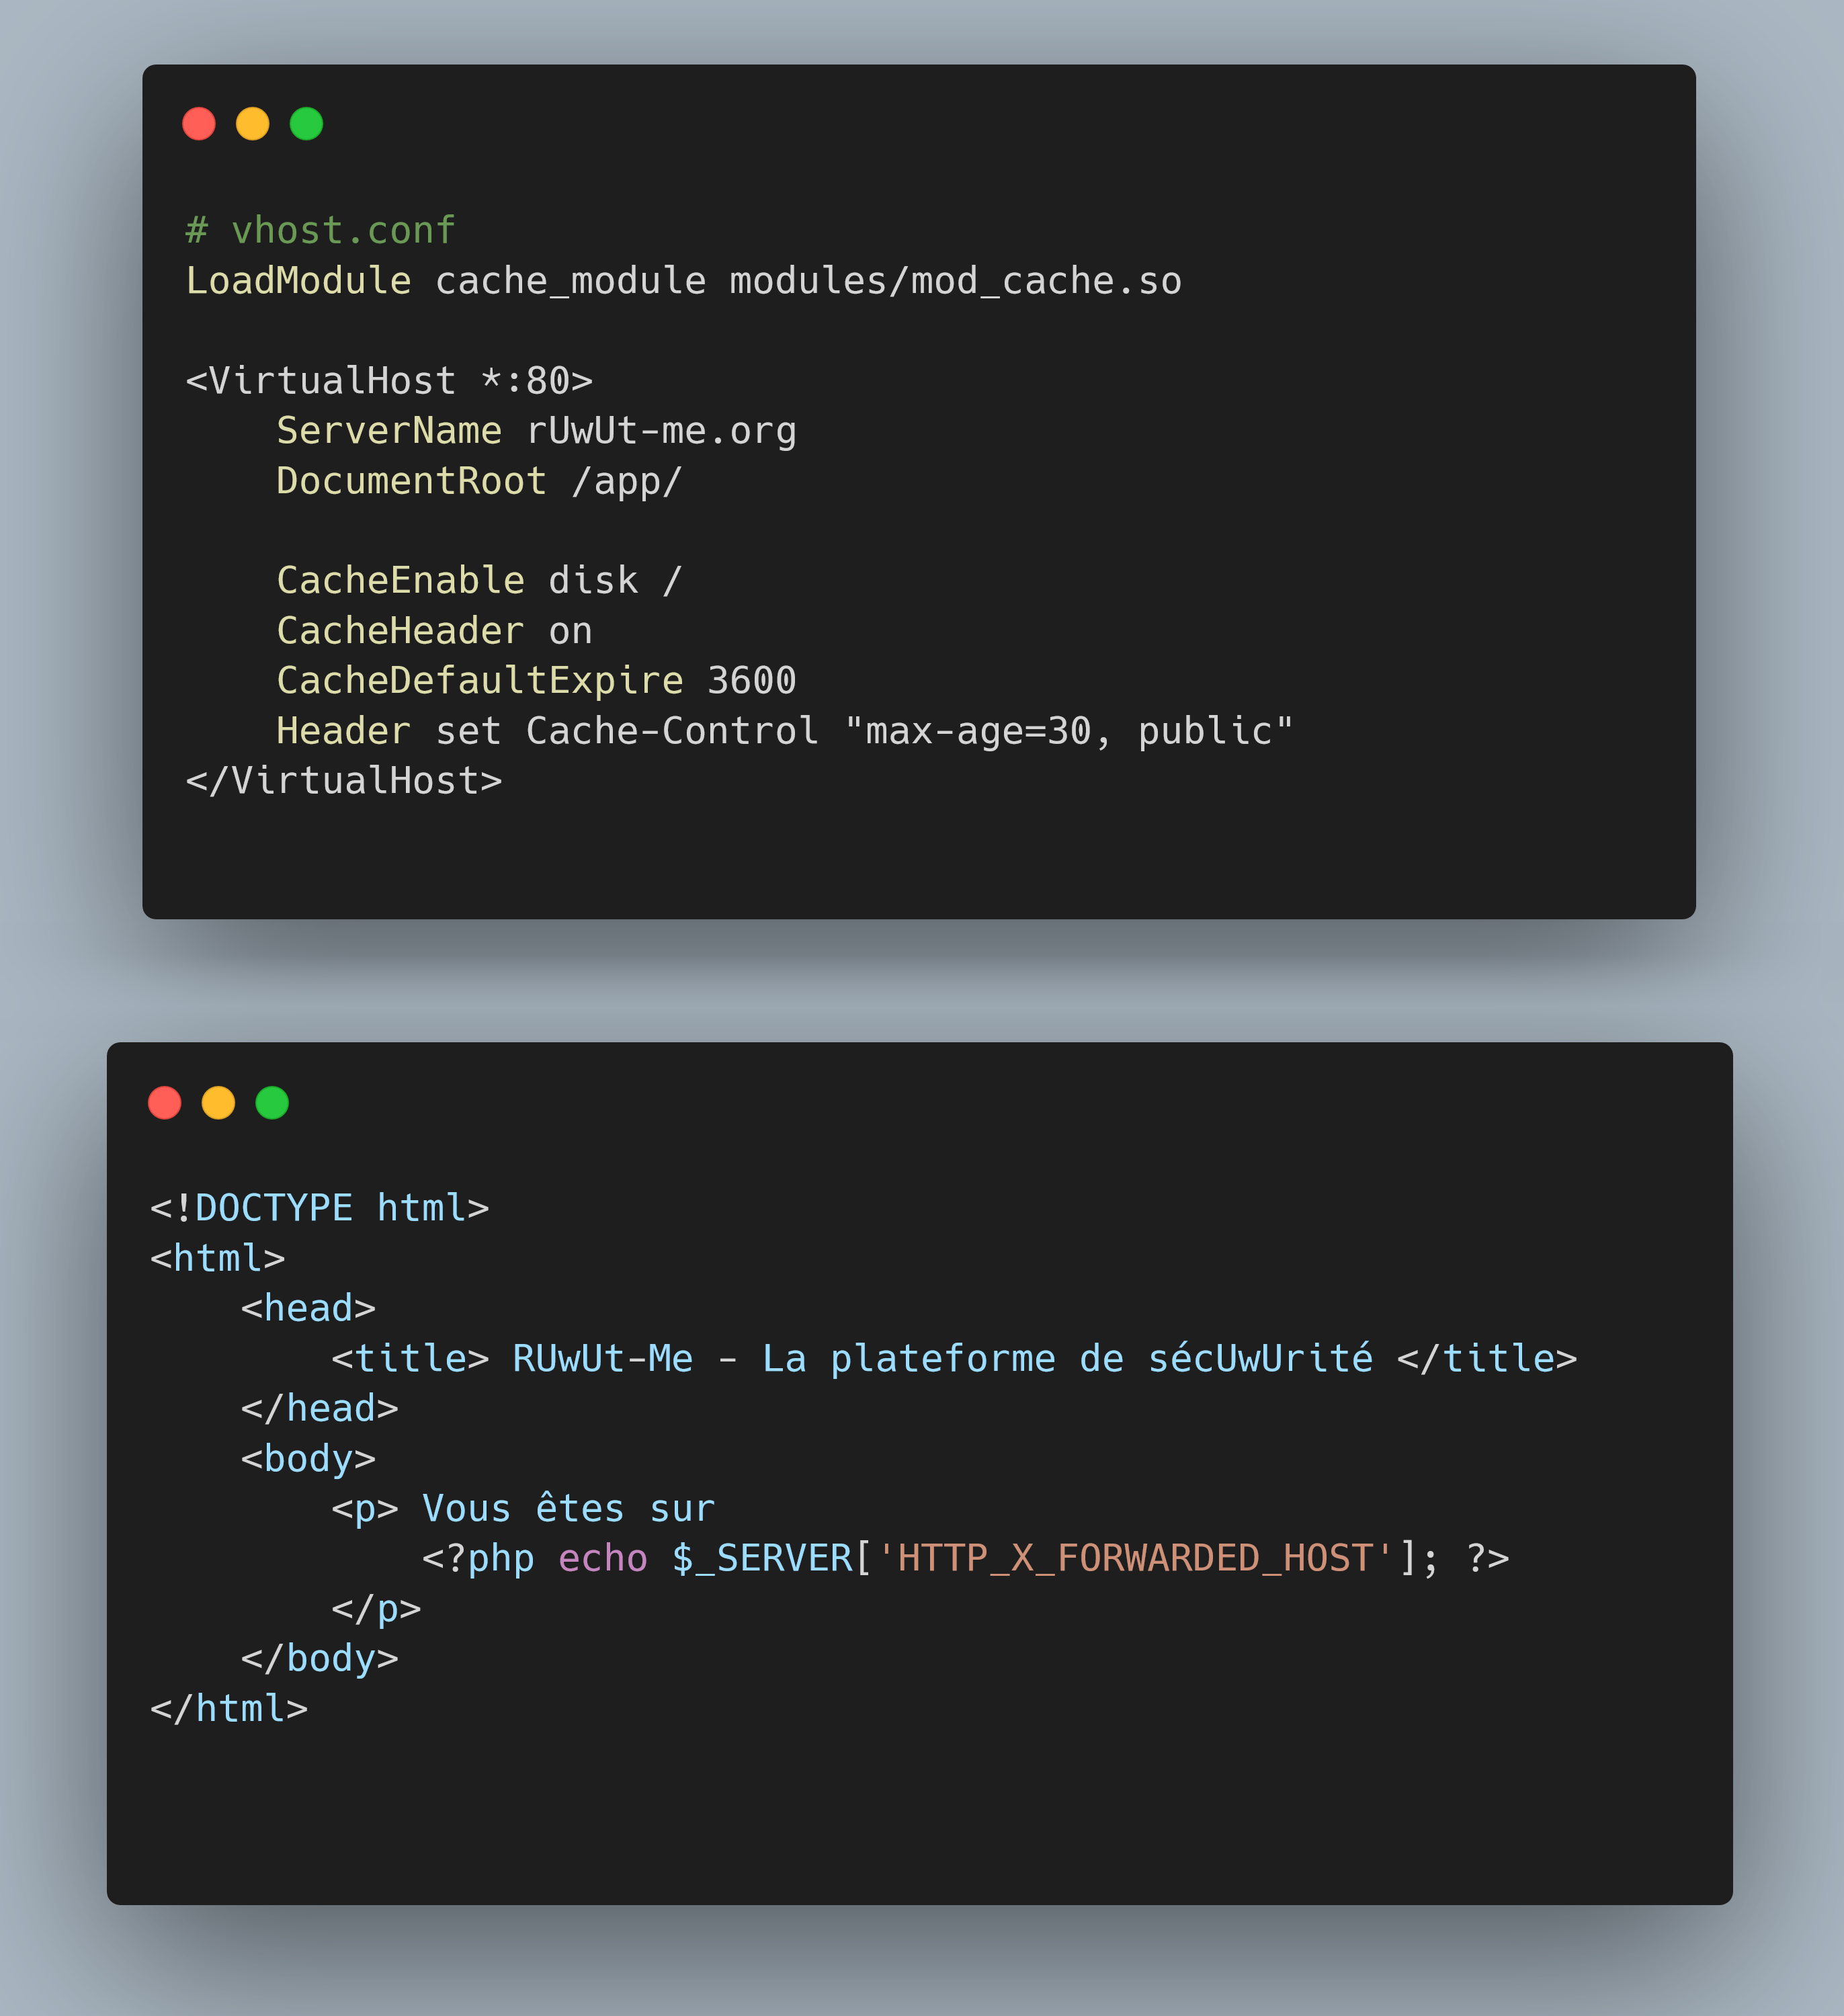 # vhost.conf
LoadModule cache_module modules/mod_cache.so
<VirtualHost *:80>
    ServerName rUwUt-me.org
    DocumentRoot /app/
    CacheEnable disk /
    CacheHeader on
    CacheDefaultExpire 3600
    Header set Cache-Control "max-age=30, public"
</VirtualHost>
<!DOCTYPE html>
<html>
    <head>
        <title> RUwUt-Me - La plateforme de sécUwUrité </title>
    </head>
    <body>
        <p> Vous êtes sur
            <?php echo $_SERVER['HTTP_X_FORWARDED_HOST']; ?>
        </p>
    </body>
</html>